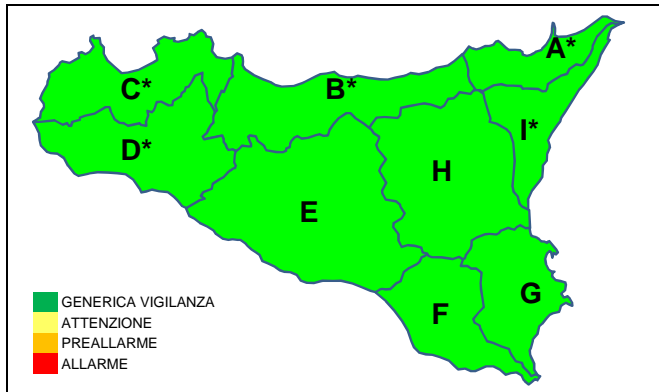 A*
C*
B*
I*
D*
H
E
F
G
GENERICA VIGILANZA
ATTENZIONE
PREALLARME
ALLARME